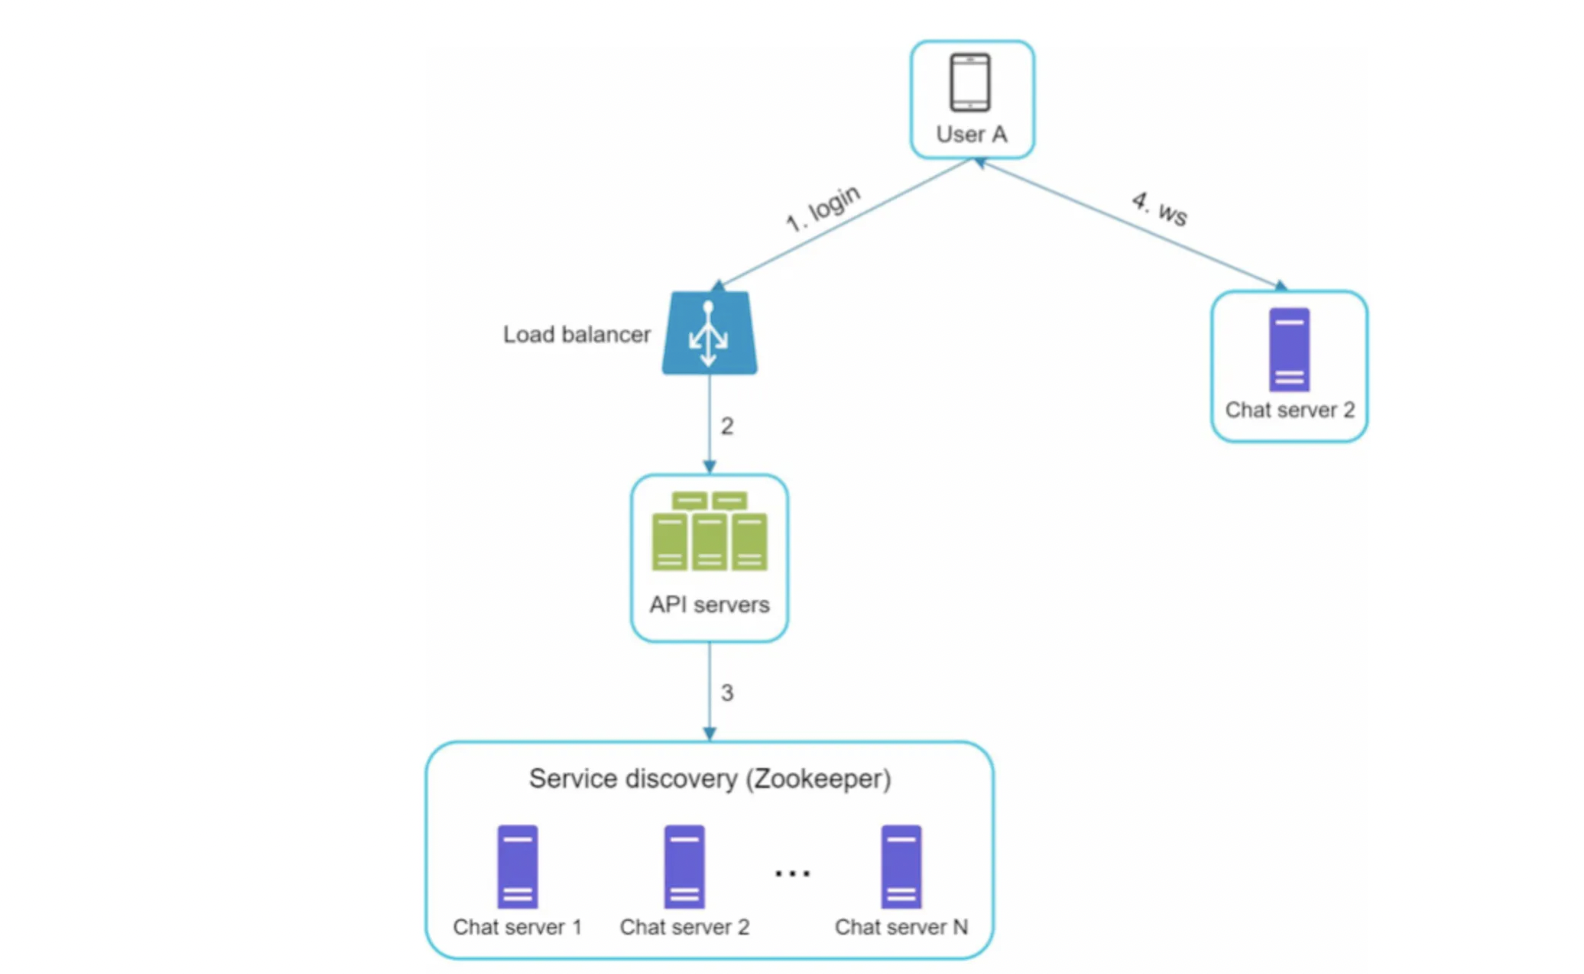 User A
1. login
4. ws
Load balancer
Chat server 2
2
API servers
3
Service discovery (Zookeeper)
...
Chat server 1
Chat server 2
Chat server N